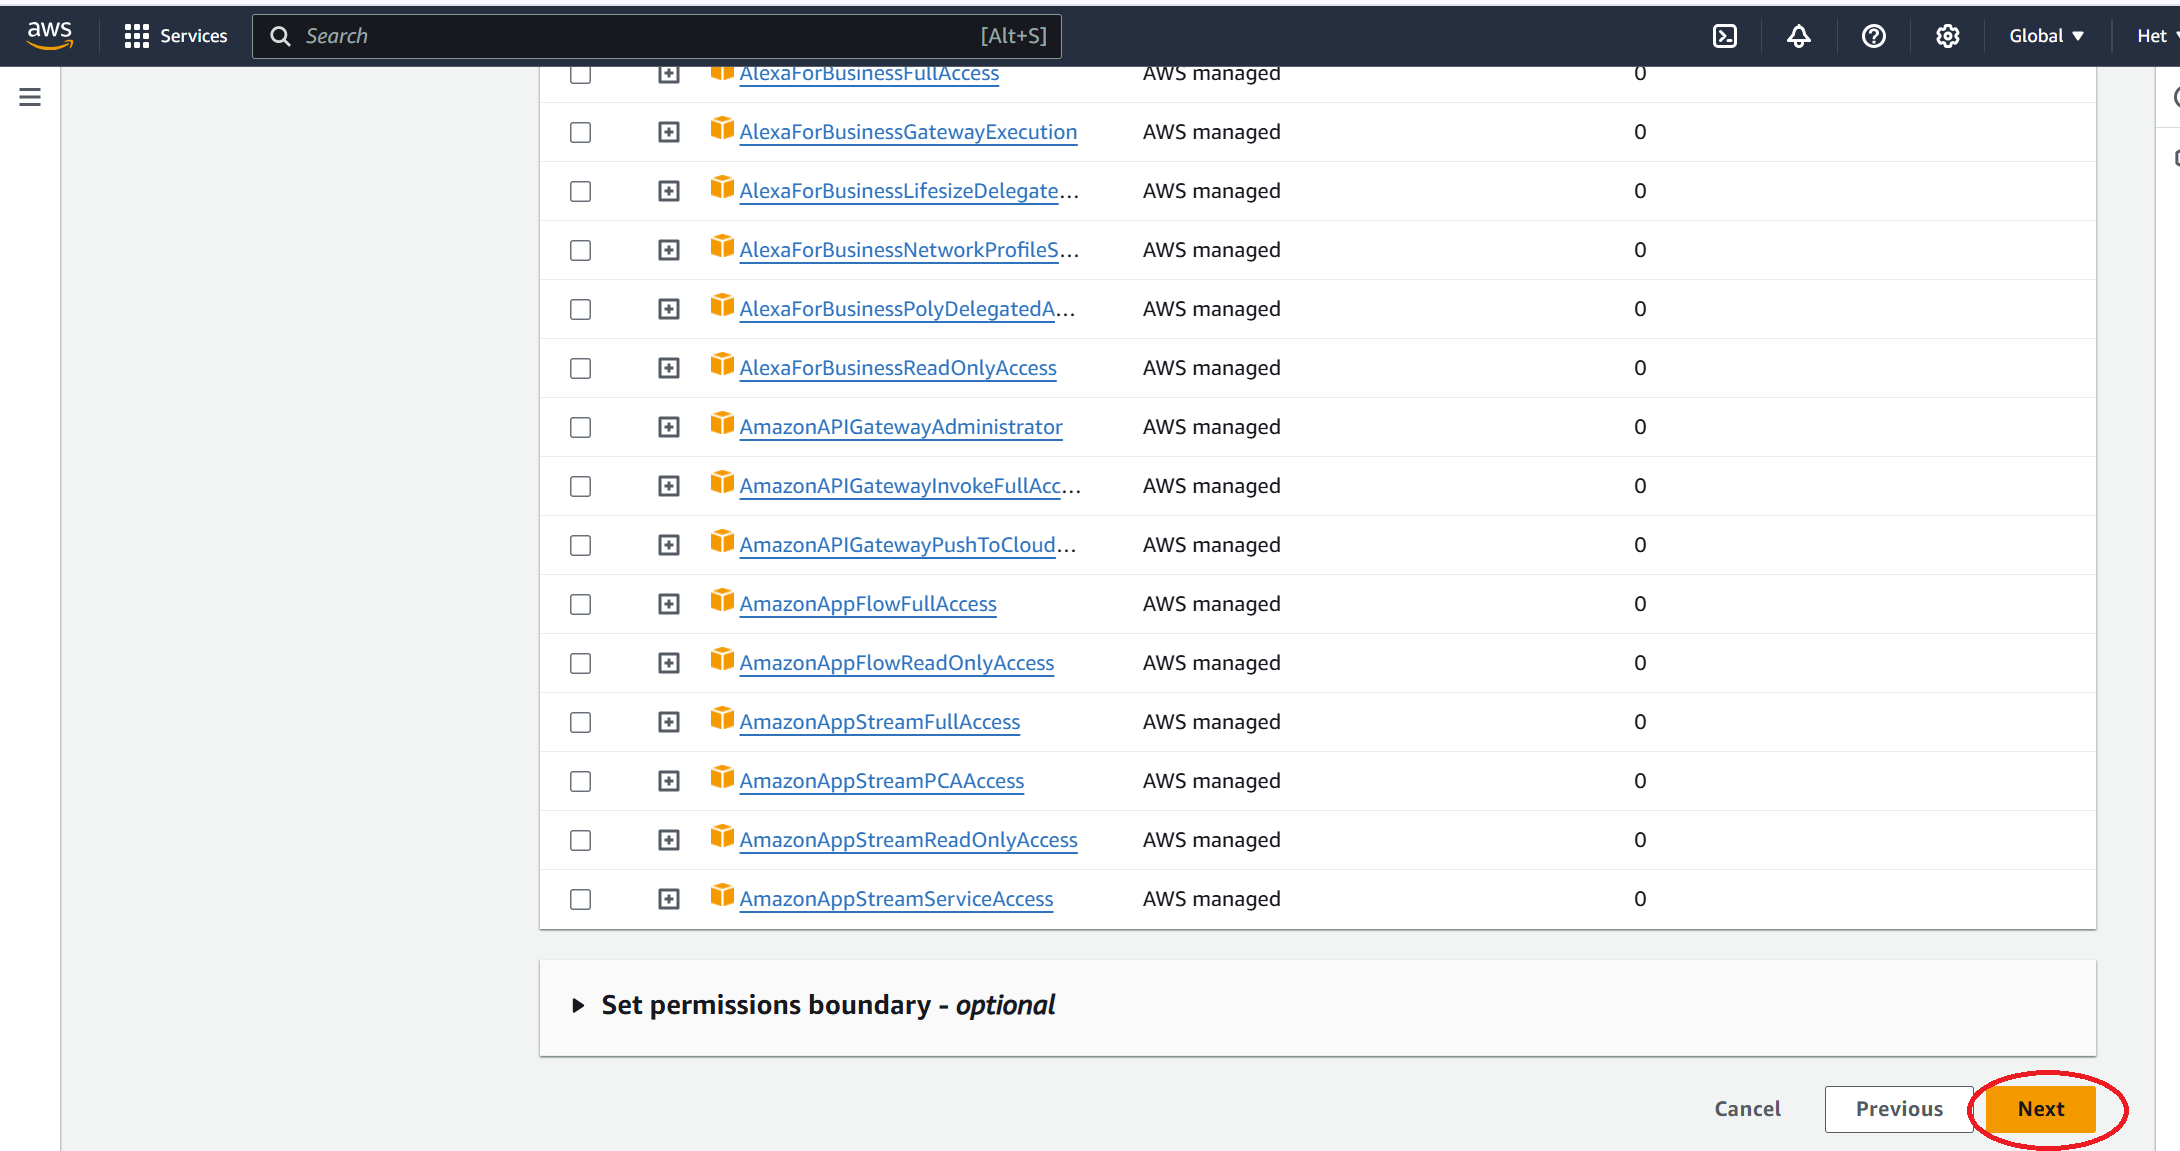 aws Services Search [Alt+S] Global Het
AlexaForBusinessFullAccess AWS managed 0
AlexaForBusinessGatewayExecution AWS managed 0
AlexaForBusinessLifesizeDelegate... AWS managed 0
AlexaForBusinessNetworkProfileS... AWS managed 0
AlexaForBusinessPolyDelegatedA... AWS managed 0
AlexaForBusinessReadOnlyAccess AWS managed 0
AmazonAPIGatewayAdministrator AWS managed 0
AmazonAPIGatewayInvokeFullAcc... AWS managed 0
AmazonAPIGatewayPushToCloud... AWS managed 0
AmazonAppFlowFullAccess AWS managed 0
AmazonAppFlowReadOnlyAccess AWS managed 0
AmazonAppStreamFullAccess AWS managed 0
AmazonAppStreamPCAAccess AWS managed 0
AmazonAppStreamReadOnlyAccess AWS managed 0
AmazonAppStreamServiceAccess AWS managed 0
Set permissions boundary - optional
Cancel Previous Next